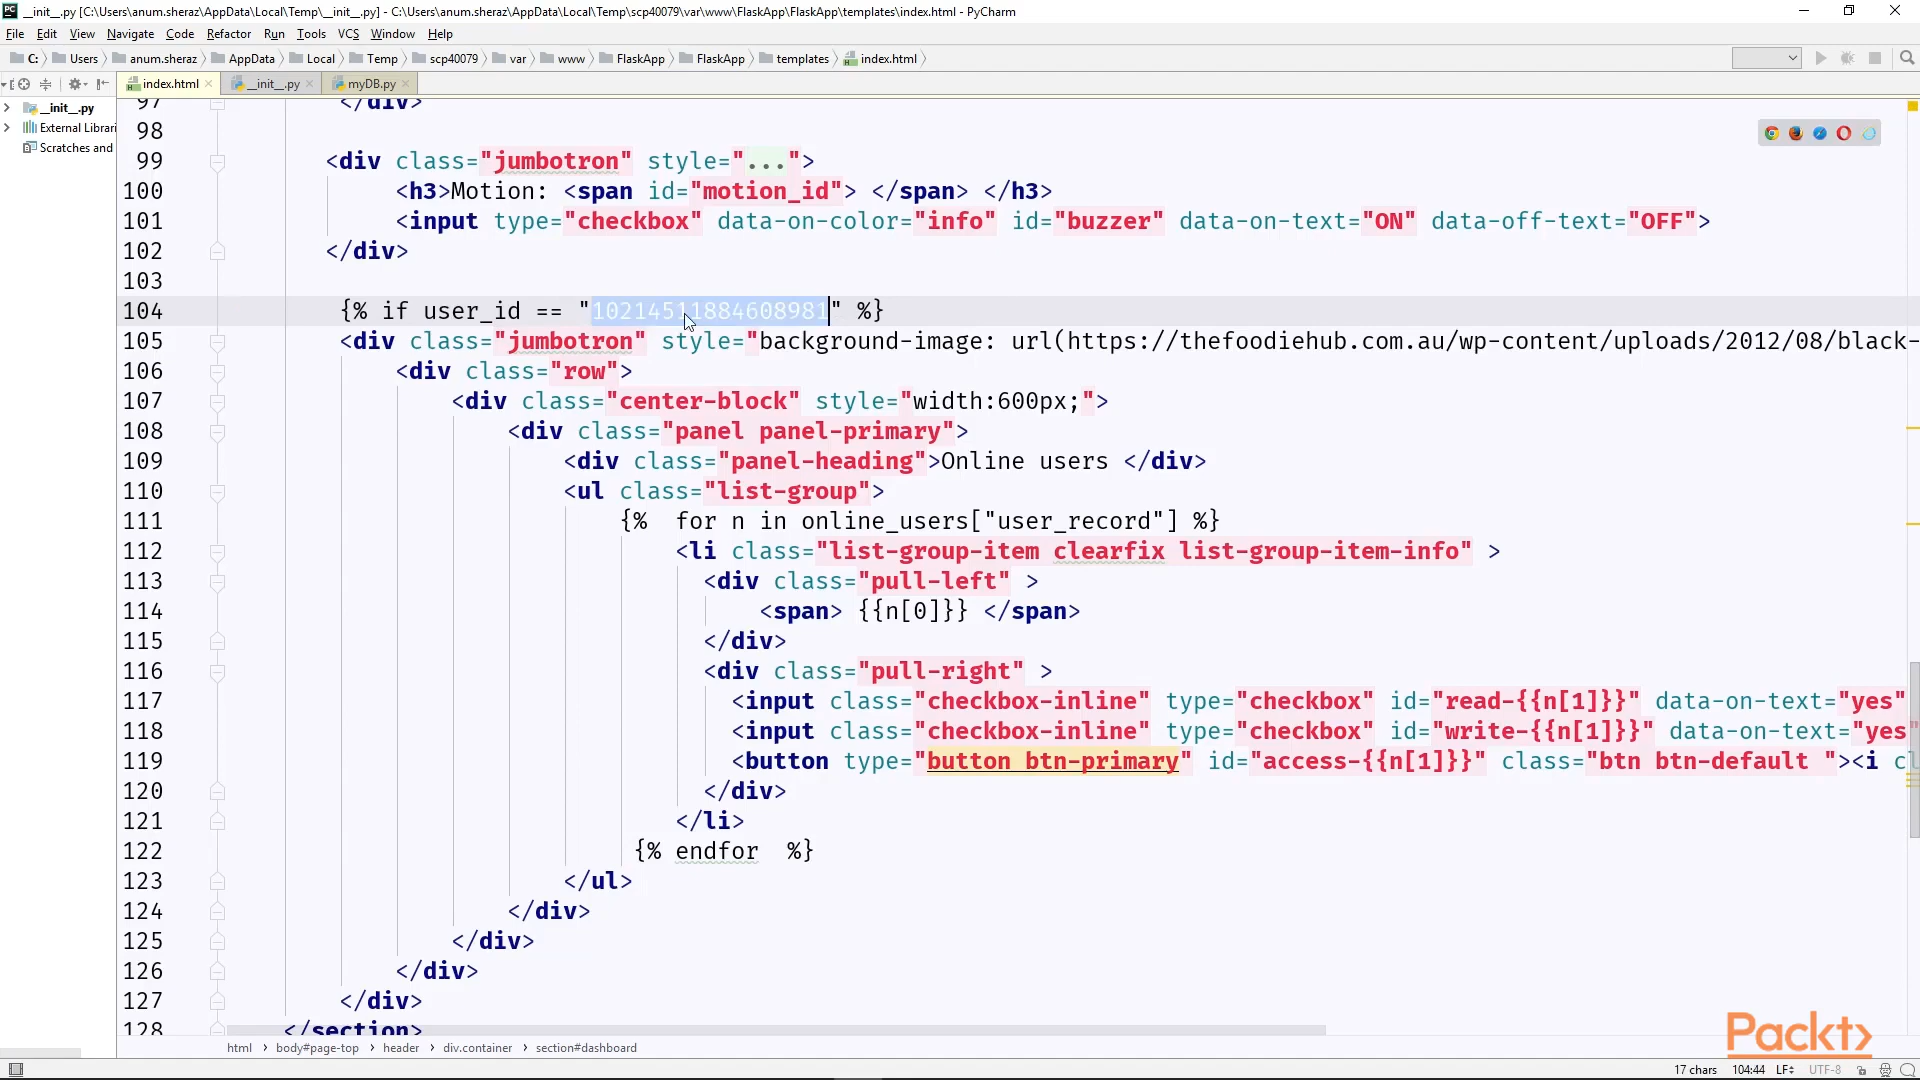 __init__.py [C:\Users\anum.sheraz\AppData\Local\Temp\__init__.py] - C:\Users\anum.sheraz\AppData\Local\Temp\scp40079\var\www\FlaskApp\FlaskApp\templates\index.html - PyCharm
File Edit View Navigate Code Refactor Run Tools VCS Window Help
C: Users anum.sheraz AppData Local Temp scp40079 var www FlaskApp FlaskApp templates index.html
index.html __init__.py myDB.py
__init__.py
External Librari
Scratches and
97 </div>
98
99 <div class="jumbotron" style="...">
100 <h3>Motion: <span id="motion_id"> </span> </h3>
101 <input type="checkbox" data-on-color="info" id="buzzer" data-on-text="ON" data-off-text="OFF">
102 </div>
103
104 {% if user_id == "10214511884608981" %}
105 <div class="jumbotron" style="background-image: url(https://thefoodiehub.com.au/wp-content/uploads/2012/08/black-
106 <div class="row">
107 <div class="center-block" style="width:600px;">
108 <div class="panel panel-primary">
109 <div class="panel-heading">Online users </div>
110 <ul class="list-group">
111 {%  for n in online_users["user_record"] %}
112 <li class="list-group-item clearfix list-group-item-info" >
113 <div class="pull-left" >
114 <span> {{n[0]}} </span>
115 </div>
116 <div class="pull-right" >
117 <input class="checkbox-inline" type="checkbox" id="read-{{n[1]}}" data-on-text="yes"
118 <input class="checkbox-inline" type="checkbox" id="write-{{n[1]}}" data-on-text="yes"
119 <button type="button btn-primary" id="access-{{n[1]}}" class="btn btn-default "><i cl
120 </div>
121 </li>
122 {% endfor  %}
123 </ul>
124 </div>
125 </div>
126 </div>
127 </div>
128 </section>
html body#page-top header div.container section#dashboard
Packt>
17 chars 104:44 LF UTF-8